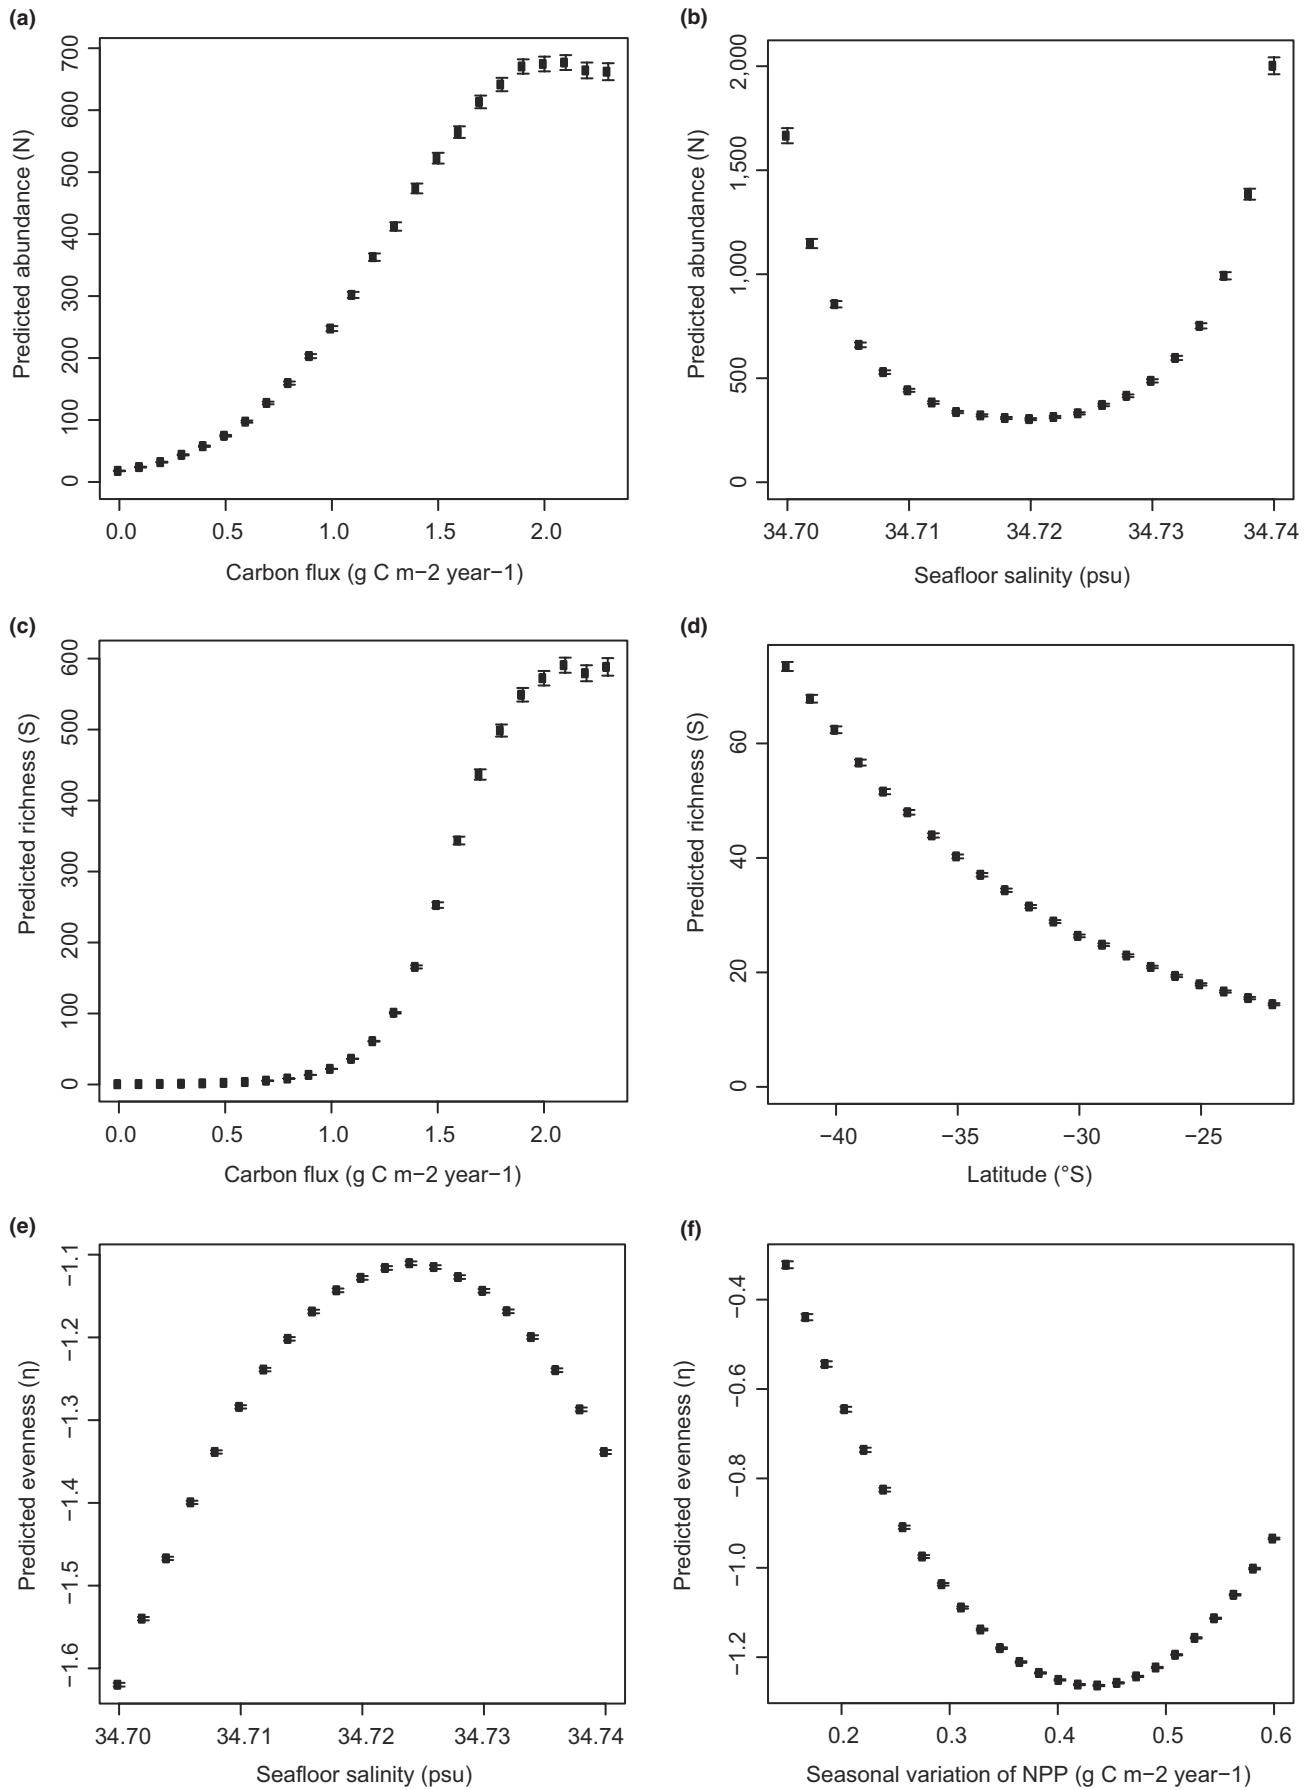 (a)
700
600
500
400
300
200
100
0
Predicted abundance (N)
0.0 0.5 1.0 1.5 2.0
Carbon flux (g C m−2 year−1)
(b)
2,000
1,500
1,000
500
0
Predicted abundance (N)
34.70 34.71 34.72 34.73 34.74
Seafloor salinity (psu)
(c)
600
500
400
300
200
100
0
Predicted richness (S)
0.0 0.5 1.0 1.5 2.0
Carbon flux (g C m−2 year−1)
(d)
60
40
20
0
Predicted richness (S)
−40 −35 −30 −25
Latitude (°S)
(e)
−1.1
−1.2
−1.3
−1.4
−1.5
−1.6
Predicted evenness (η)
34.70 34.71 34.72 34.73 34.74
Seafloor salinity (psu)
(f)
−0.4
−0.6
−0.8
−1.0
−1.2
Predicted evenness (η)
0.2 0.3 0.4 0.5 0.6
Seasonal variation of NPP (g C m−2 year−1)